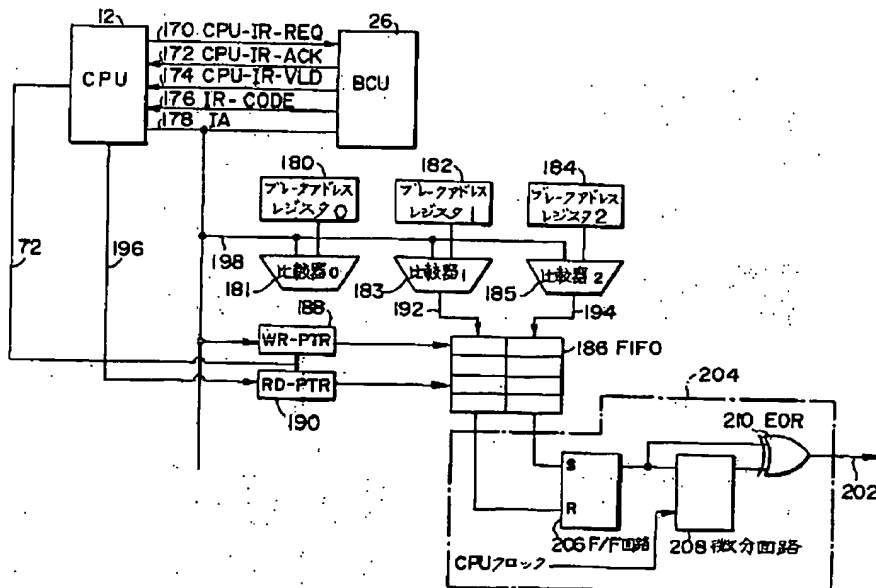 12
170 CPU-IR-REQ
26
172 CPU-IR-ACK
174 CPU-IR-VLD
CPU
BCU
176 IR-CODE
178 IA
180
182
184
ブレークアドレス
レジスタ0
ブレークアドレス
レジスタ1
ブレークアドレス
レジスタ2
72
196
198
比較器0
比較器1
比較器2
181
183
185
188
192
194
WR-PTR
186 FIFO
RD-PTR
190
204
210 EOR
S
R
202
206 F/F回路
208 微分回路
CPUクロック